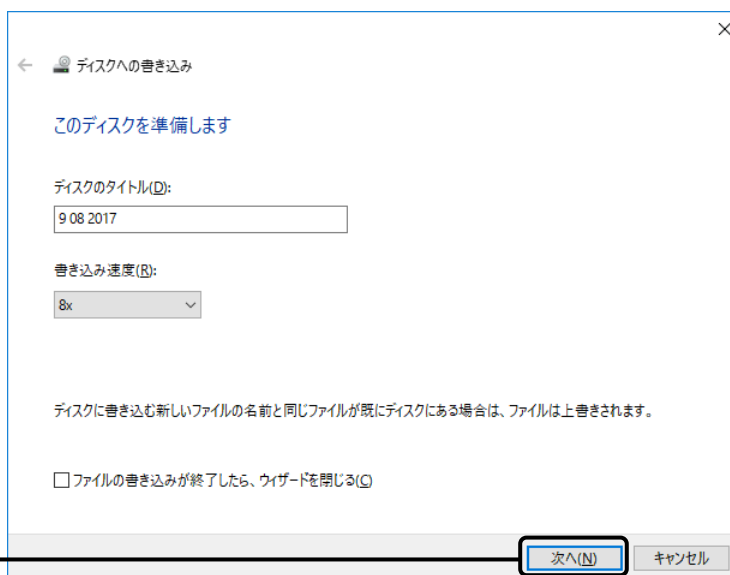 ディスクへの書き込み
このディスクを準備します
ディスクのタイトル(D):
9 08 2017
書き込み速度(R):
8x
ディスクに書き込む新しいファイルの名前と同じファイルが既にディスクにある場合は、ファイルは上書きされます。
ファイルの書き込みが終了したら、ウィザードを閉じる(C)
次へ(N) キャンセル